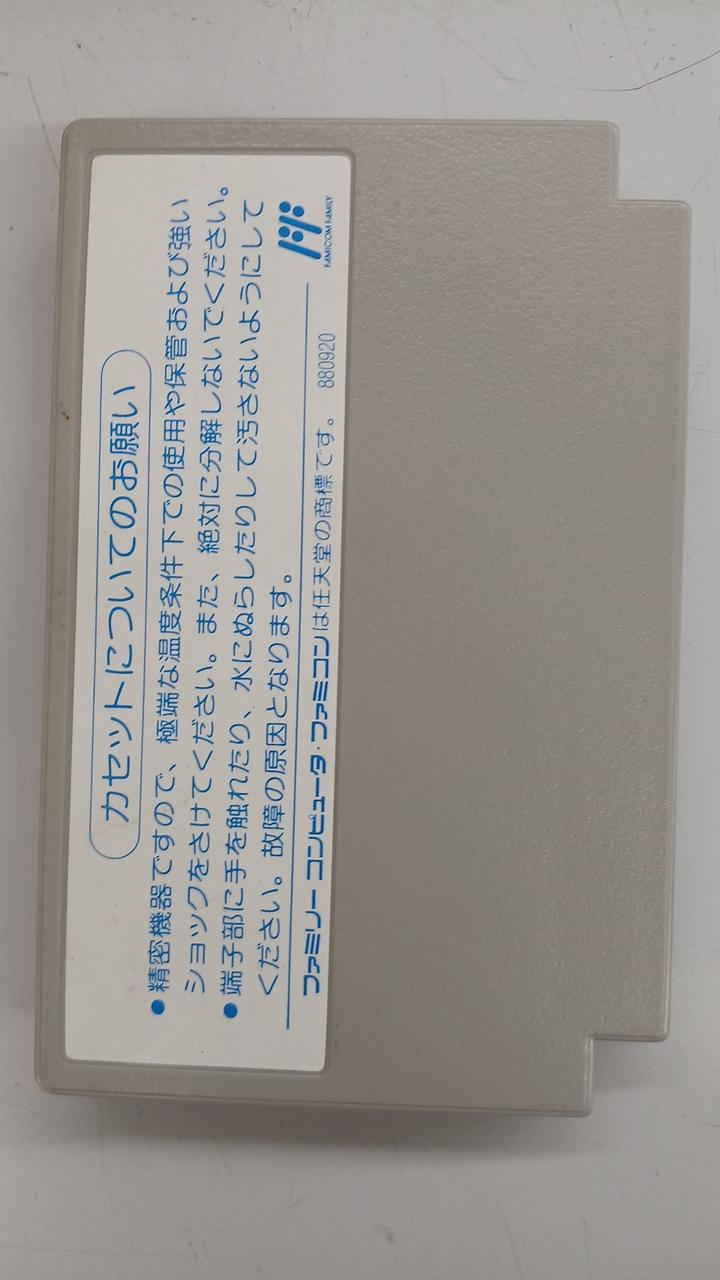 カセットについてのお願い
●精密機器ですので、極端な温度条件下での使用や保管および強い
ショックをさけてください。また、絶対に分解しないでください。
●端子部に手を触れたり、水にぬらしたりして汚さないようにして
ください。故障の原因となります。
FAMICOM FAMILY
ファミリー コンピュータ・ファミコンは任天堂の商標です。 880920